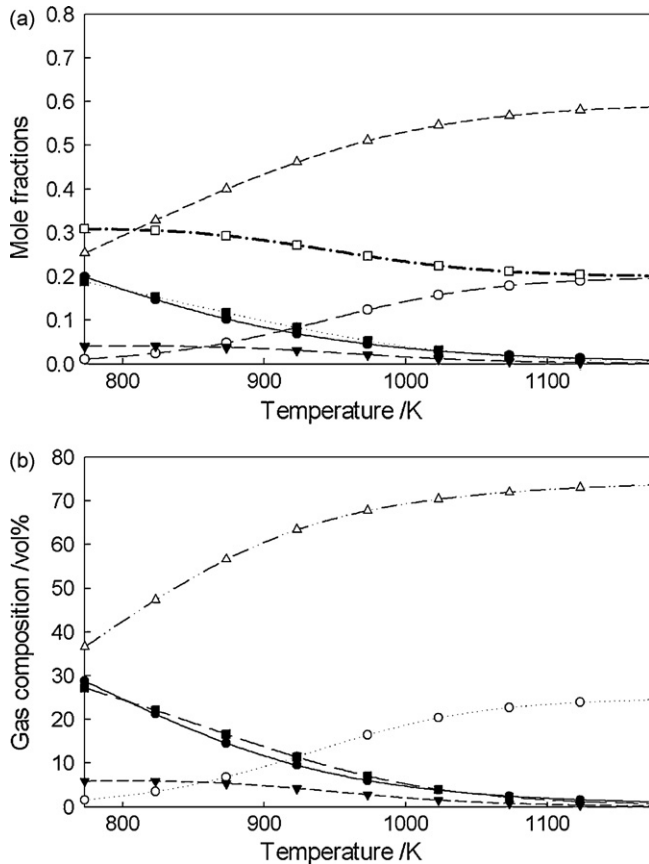 (a)
0.8
0.7
0.6
0.5
0.4
0.3
0.2
0.1
0.0
Mole fractions
800 900 1000 1100
Temperature /K
(b)
80
70
60
50
40
30
20
10
0
Gas composition /vol%
800 900 1000 1100
Temperature /K